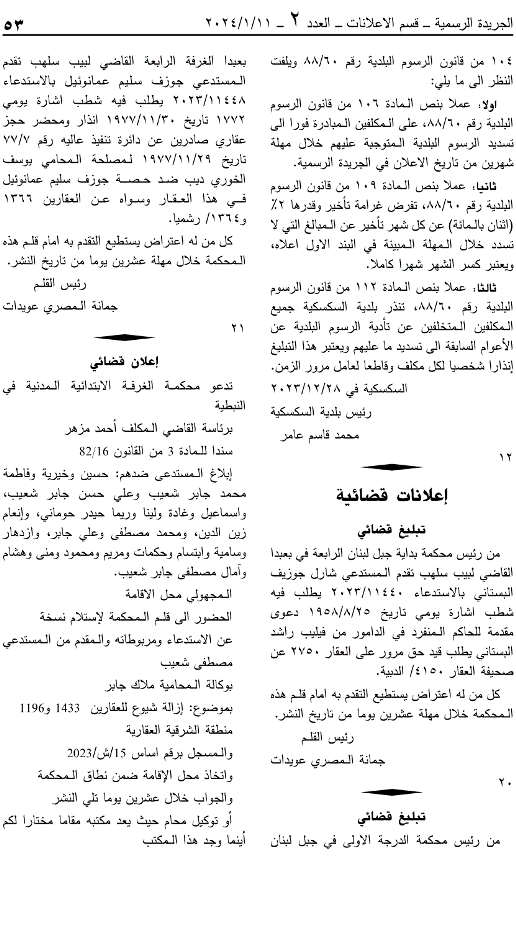 الجريدة الرسمية ــ قسم الاعلانات ــ العدد ٢ ــ ٢٠٢٤/١/١١
٥٣
١٠٤ من قانون الرسوم البلدية رقم ٨٨/٦٠ ويلفت
النظر الى ما يلي:
اولا: عملا بنص المادة ١٠٦ من قانون الرسوم
البلدية رقم ٨٨/٦٠، على المكلفين المبادرة فورا الى
تسديد الرسوم البلدية المتوجبة عليهم خلال مهلة
شهرين من تاريخ الاعلان في الجريدة الرسمية.
ثانيا: عملا بنص المادة ١٠٩ من قانون الرسوم
البلدية رقم ٨٨/٦٠، تفرض غرامة تأخير وقدرها ٢٪
(اثنان بالمائة) عن كل شهر تأخير عن المبالغ التي لا
تسدد خلال المهلة المبينة في البند الاول اعلاه،
ويعتبر كسر الشهر شهرا كاملا.
ثالثا: عملا بنص المادة ١١٢ من قانون الرسوم
البلدية رقم ٨٨/٦٠، تنذر بلدية السكسكية جميع
المكلفين المتخلفين عن تأدية الرسوم البلدية عن
الأعوام السابقة الى تسديد ما عليهم ويعتبر هذا التبليغ
إنذارا شخصيا لكل مكلف وقاطعا لعامل مرور الزمن.
السكسكية في ٢٠٢٣/١٢/٢٨
رئيس بلدية السكسكية
محمد قاسم عامر
١٢
إعلانات قضائية
تبليغ قضائي
من رئيس محكمة بداية جبل لبنان الرابعة في بعبدا
القاضي لبيب سلهب تقدم المستدعي شارل جوزيف
البستاني بالاستدعاء ٢٠٢٣/١١٤٤٠ يطلب فيه
شطب اشارة يومي تاريخ ١٩٥٨/٨/٢٥ دعوى
مقدمة للحاكم المنفرد في الدامور من فيليب راشد
البستاني يطلب قيد حق مرور على العقار ٢٧٥٠ عن
صحيفة العقار ٤١٥٠/ الدبية.
كل من له اعتراض يستطيع التقدم به امام قلم هذه
المحكمة خلال مهلة عشرين يوما من تاريخ النشر.
رئيس القلم
جمانة المصري عويدات
٢٠
تبليغ قضائي
من رئيس محكمة الدرجة الاولى في جبل لبنان
بعبدا الغرفة الرابعة القاضي لبيب سلهب تقدم
المستدعي جوزف سليم عمانوئيل بالاستدعاء
٢٠٢٣/١١٤٤٨ يطلب فيه شطب اشارة يومي
١٧٧٢ تاريخ ١٩٧٧/١١/٣٠ انذار ومحضر حجز
عقاري صادرين عن دائرة تنفيذ عاليه رقم ٧٧/٧
تاريخ ١٩٧٧/١١/٢٩ لمصلحة المحامي يوسف
الخوري ديب ضد حصة جوزف سليم عمانوئيل
في هذا العقار وسواه عن العقارين ١٣٦٦
و١٣٦٤/ رشميا.
كل من له اعتراض يستطيع التقدم به امام قلم هذه
المحكمة خلال مهلة عشرين يوما من تاريخ النشر.
رئيس القلم
جمانة المصري عويدات
٢١
إعلان قضائي
تدعو محكمة الغرفة الابتدائية المدنية في
النبطية
برئاسة القاضي المكلف أحمد مزهر
سندا للمادة 3 من القانون 82/16
إبلاغ المستدعى ضدهم: حسين وخيرية وفاطمة
محمد جابر شعيب وعلي حسن جابر شعيب،
واسماعيل وغادة ولينا وريما حيدر حوماني، وإنعام
زين الدين، ومحمد مصطفى وعلي جابر، وازدهار
وسامية وابتسام وحكمات ومريم ومحمود ومنى وهشام
وآمال مصطفى جابر شعيب.
المجهولي محل الاقامة
الحضور الى قلم المحكمة لإستلام نسخة
عن الاستدعاء ومربوطاته والمقدم من المستدعي
مصطفى شعيب
بوكالة المحامية ملاك جابر
بموضوع: إزالة شيوع للعقارين 1433 و1196
منطقة الشرقية العقارية
والمسجل برقم اساس 15/ش/2023
واتخاذ محل الإقامة ضمن نطاق المحكمة
والجواب خلال عشرين يوما تلي النشر
أو توكيل محام حيث يعد مكتبه مقاما مختارا لكم
أينما وجد هذا المكتب